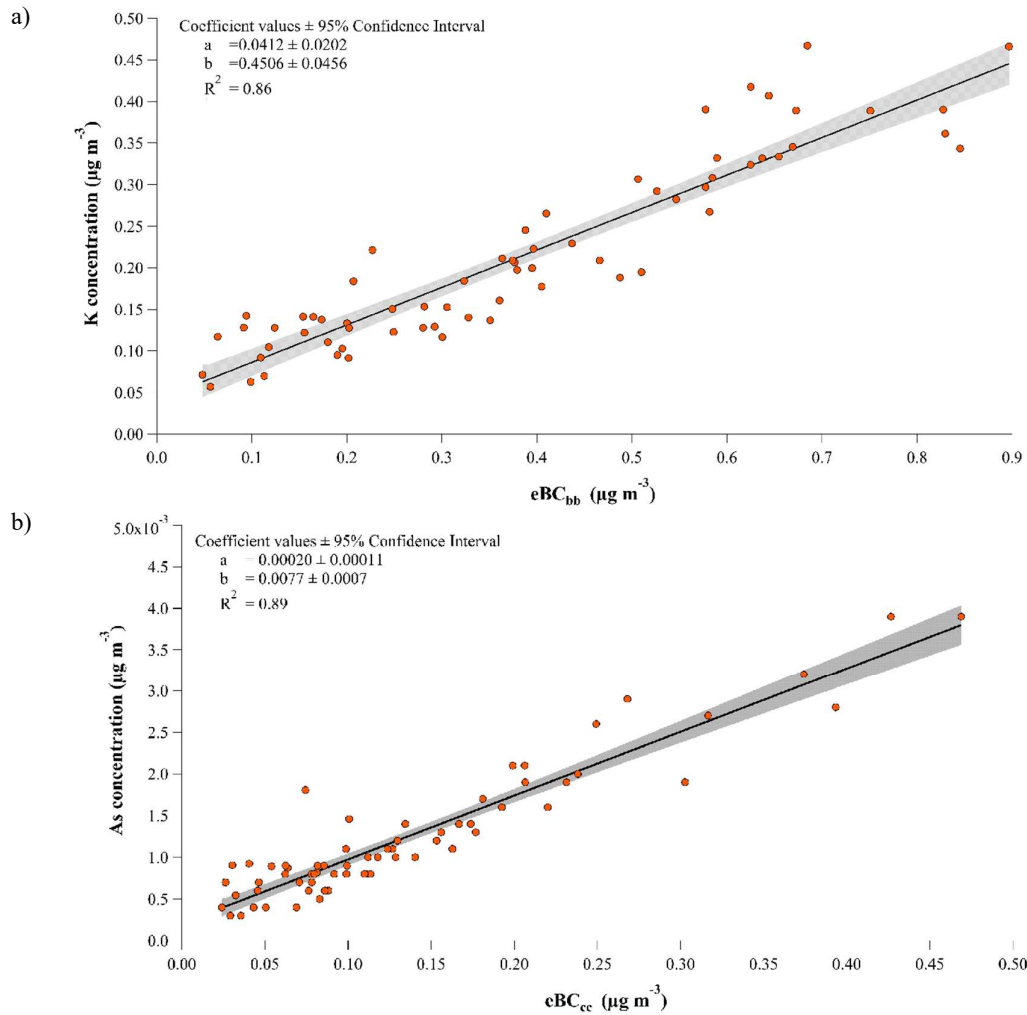 a)
Coefficient values ± 95% Confidence Interval
a =0.0412 ± 0.0202
b =0.4506 ± 0.0456
R² = 0.86
0.50
0.45
0.40
0.35
0.30
0.25
0.20
0.15
0.10
0.05
0.00
K concentration (µg m⁻³)
0.0 0.1 0.2 0.3 0.4 0.5 0.6 0.7 0.8 0.9
eBC_bb (µg m⁻³)
b)
Coefficient values ± 95% Confidence Interval
a = 0.00020 ± 0.00011
b = 0.0077 ± 0.0007
R² = 0.89
5.0x10⁻³
4.5
4.0
3.5
3.0
2.5
2.0
1.5
1.0
0.5
0.0
As concentration (µg m⁻³)
0.00 0.05 0.10 0.15 0.20 0.25 0.30 0.35 0.40 0.45 0.50
eBC_cc (µg m⁻³)